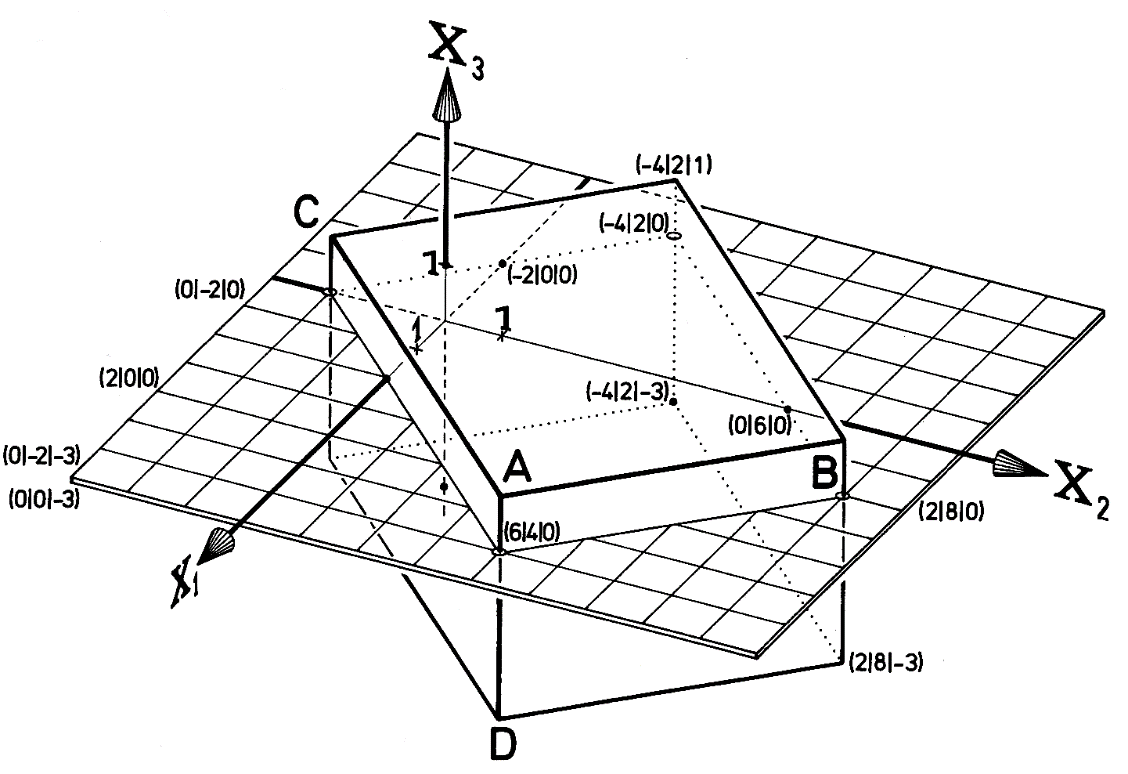 X3
(-4|2|1)
C
(-4|2|0)
1
(-2|0|0)
(0|-2|0)
1
1
(2|0|0)
(-4|2|-3)
(0|6|0)
(0|-2|-3)
A
B
X2
(0|0|-3)
(2|8|0)
(6|4|0)
X1
(2|8|-3)
D